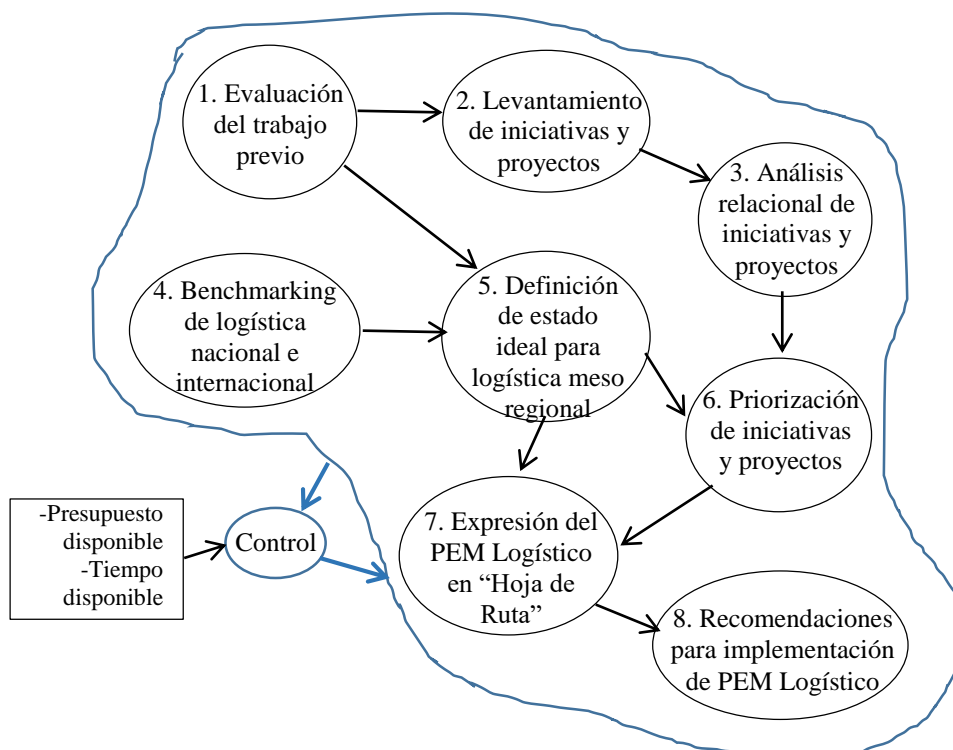 1. Evaluación
del trabajo
previo
2. Levantamiento
de iniciativas y
proyectos
3. Análisis
relacional de
iniciativas y
proyectos
4. Benchmarking
de logística
nacional e
internacional
5. Definición
de estado
ideal para
logística meso
regional
6. Priorización
de iniciativas
y proyectos
-Presupuesto
disponible
-Tiempo
disponible
Control
7. Expresión del
PEM Logístico
en “Hoja de
Ruta”
8. Recomendaciones
para implementación
de PEM Logístico